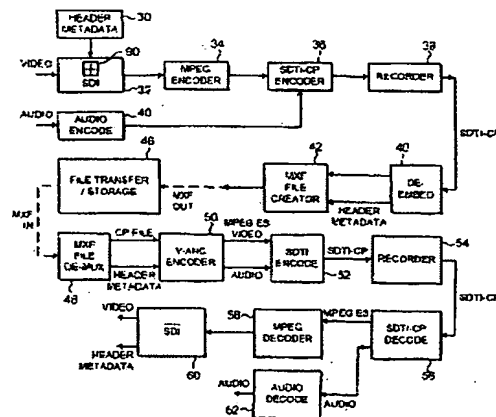 HEADER METADATA
30
90
VIDEO
SDI
32
MPEG ENCODER
34
SDTI-CP ENCODER
36
RECORDER
39
AUDIO
AUDIO ENCODE
40
SDTI-CP
46
FILE TRANSFER / STORAGE
MXF OUT
42
MXF FILE CREATOR
HEADER METADATA
40
DE-EMBED
MXF IN
MXF FILE DE-MUX
48
CP FILE
HEADER METADATA
50
V-ANC ENCODER
MPEG ES
VIDEO
AUDIO
SDTI ENCODE
52
SDTI-CP
RECORDER
54
SDTI-CP
VIDEO
HEADER METADATA
SDI
60
58
MPEG DECODER
MPEG ES
SDTI-CP DECODE
56
AUDIO
AUDIO DECODE
62
AUDIO